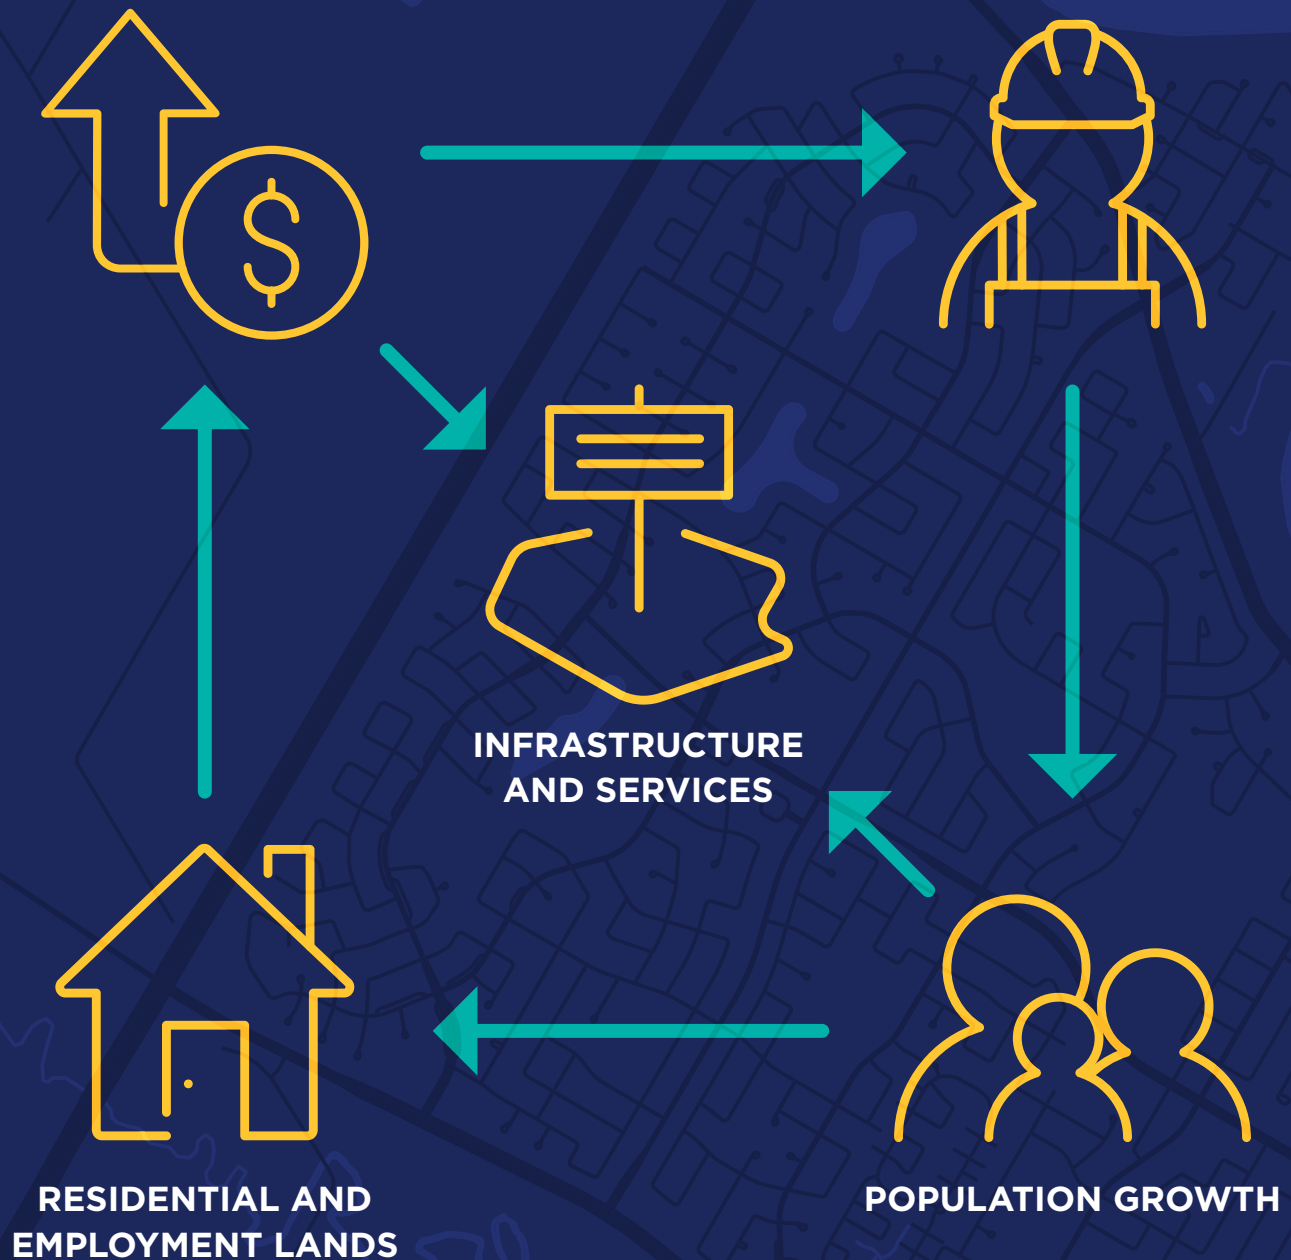 $
INFRASTRUCTURE
AND SERVICES
RESIDENTIAL AND
EMPLOYMENT LANDS
POPULATION GROWTH